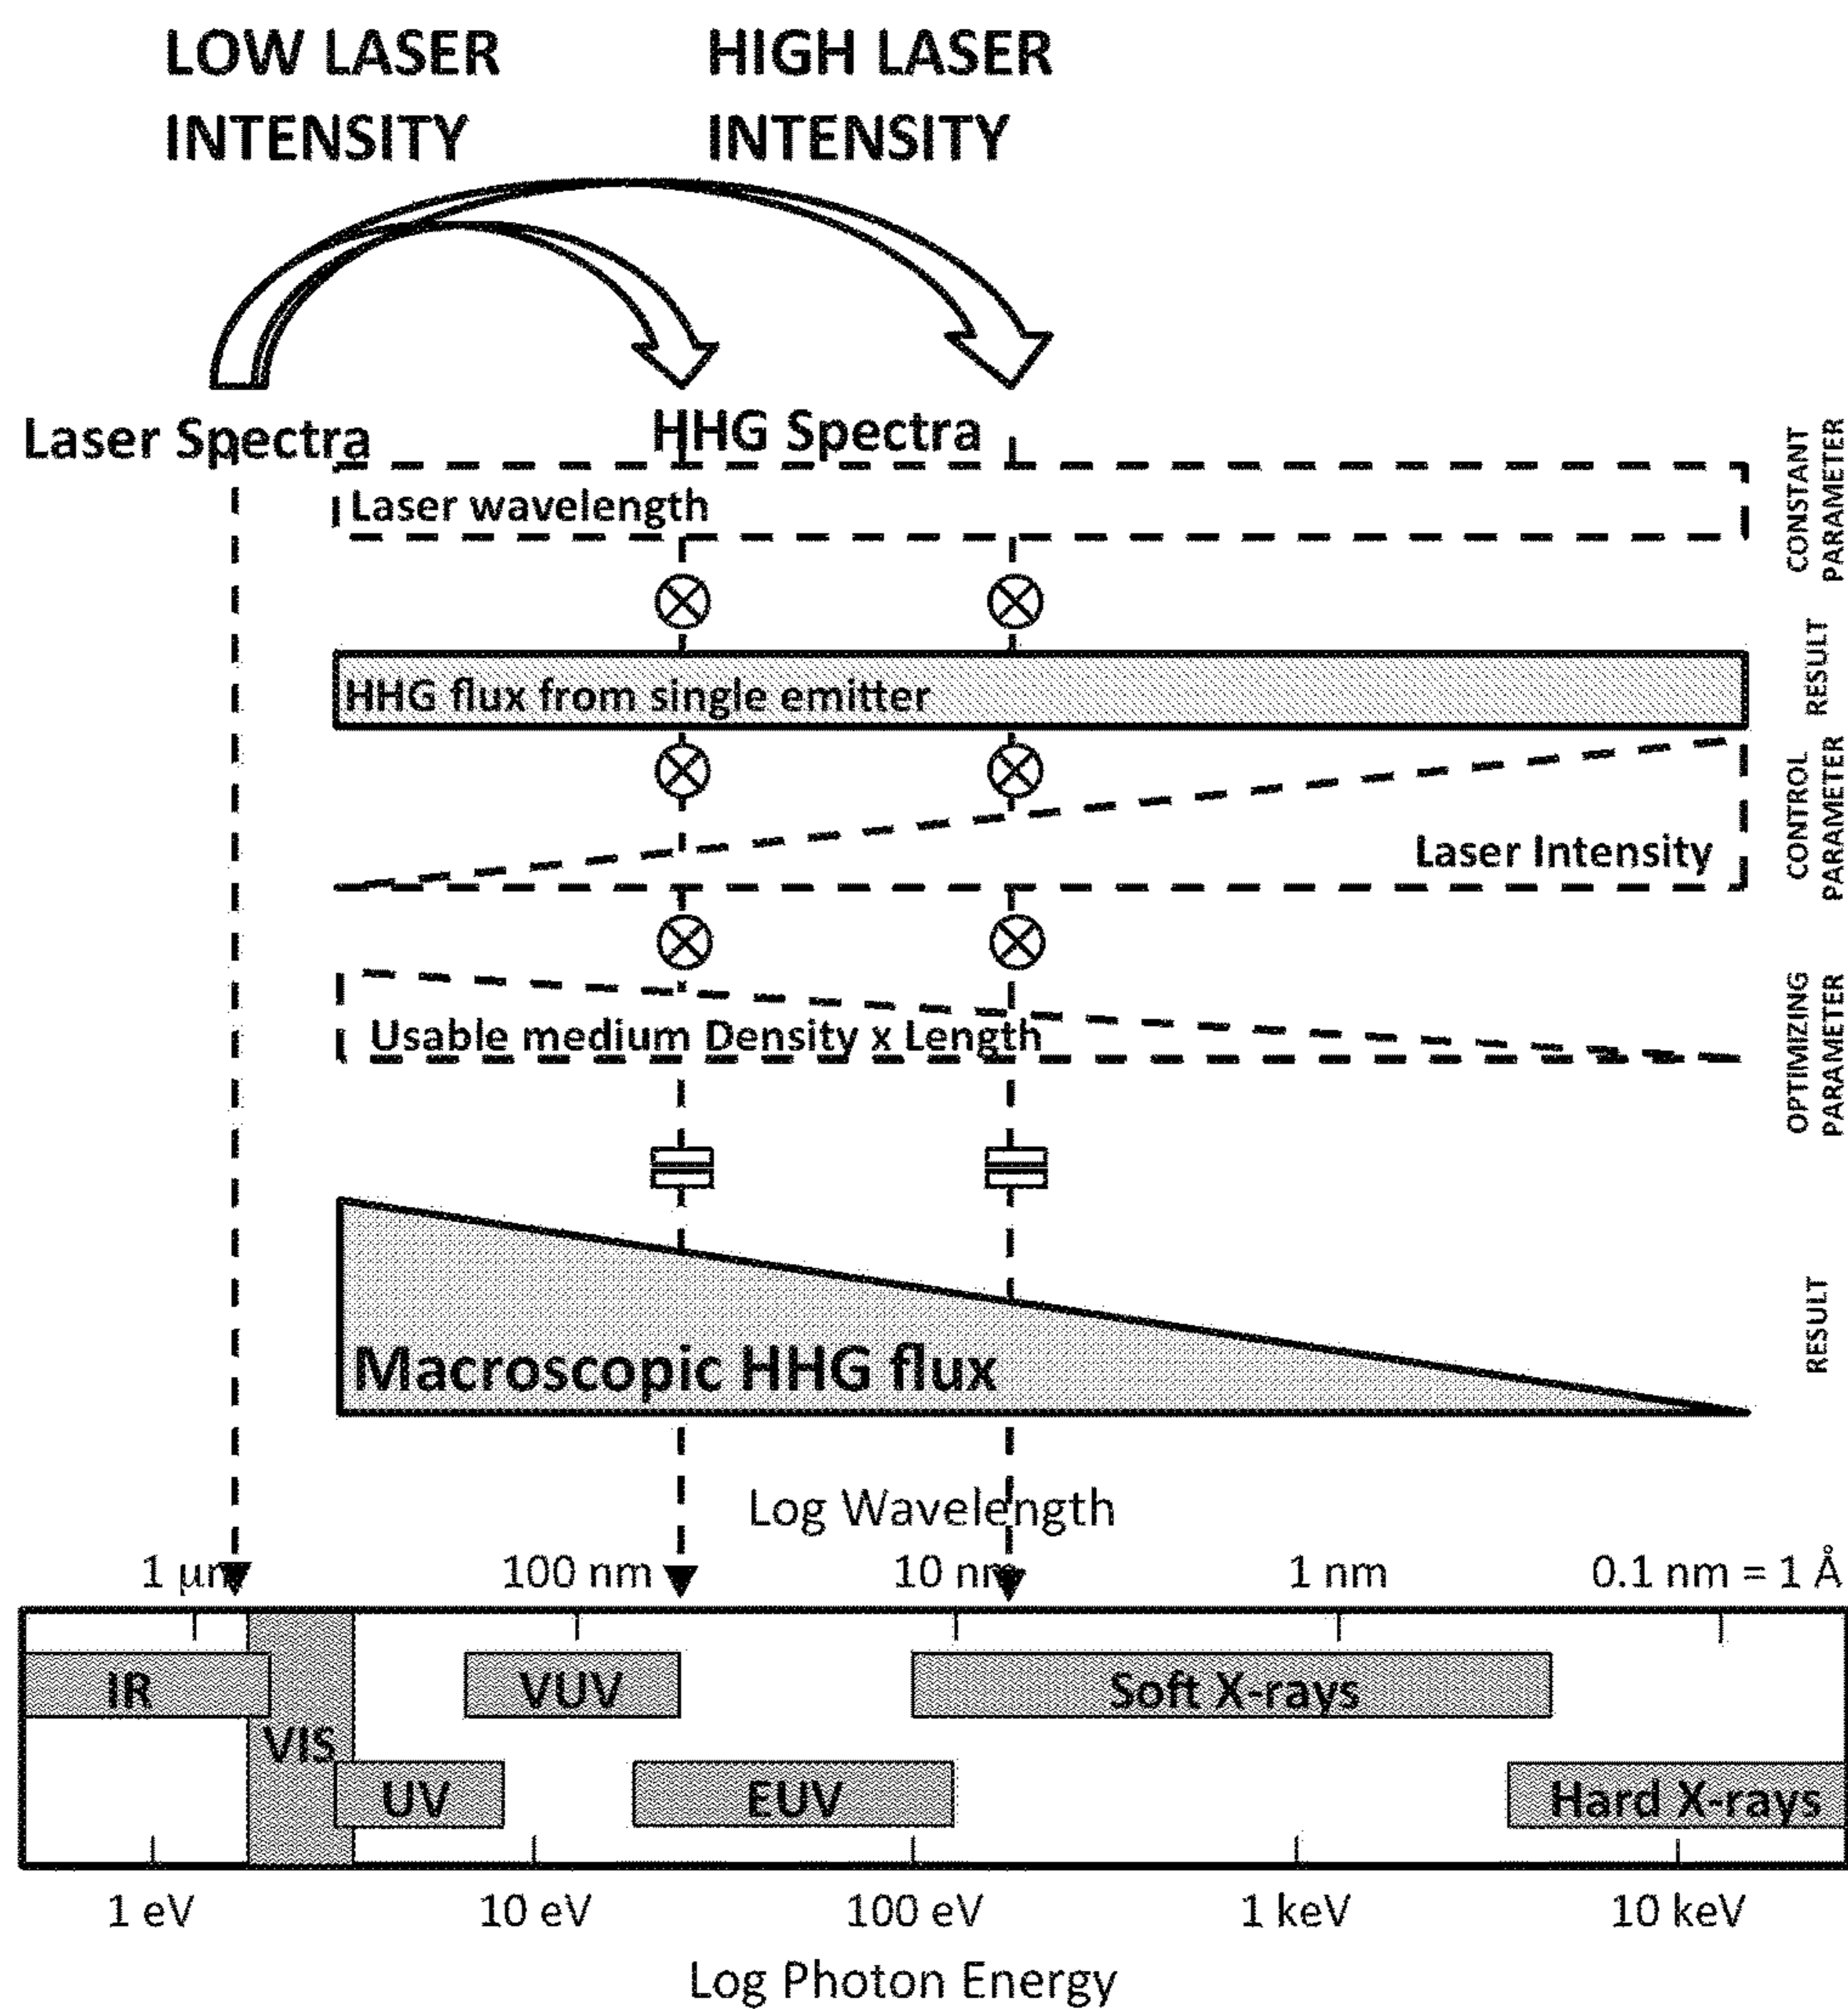 LOW LASER
INTENSITY
HIGH LASER
INTENSITY
Laser Spectra
HHG Spectra
Laser wavelength
CONSTANT
PARAMETER
HHG flux from single emitter
RESULT
Laser Intensity
CONTROL
PARAMETER
Usable medium Density x Length
OPTIMIZING
PARAMETER
Macroscopic HHG flux
RESULT
Log Wavelength
1 μm
100 nm
10 nm
1 nm
0.1 nm = 1 Å
IR
VUV
Soft X-rays
VIS
UV
EUV
Hard X-rays
1 eV
10 eV
100 eV
1 keV
10 keV
Log Photon Energy